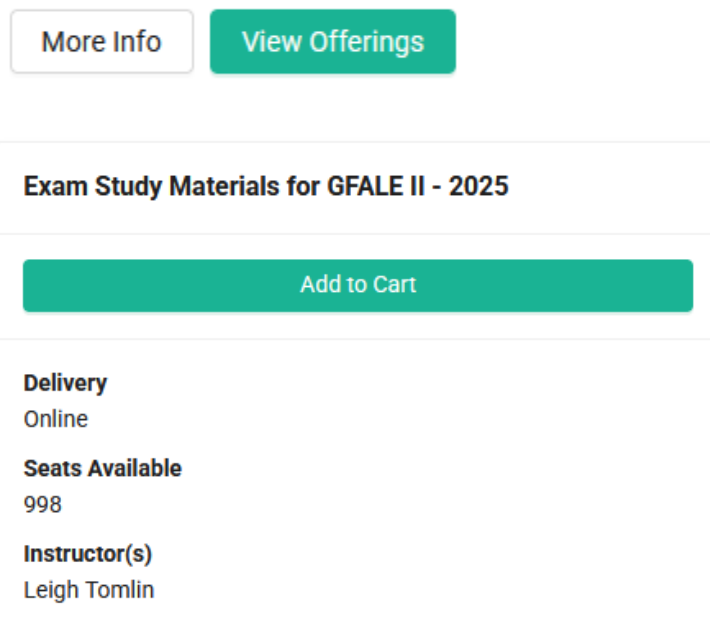 More Info
View Offerings
Exam Study Materials for GFALE II - 2025
Add to Cart
Delivery
Online
Seats Available
998
Instructor(s)
Leigh Tomlin